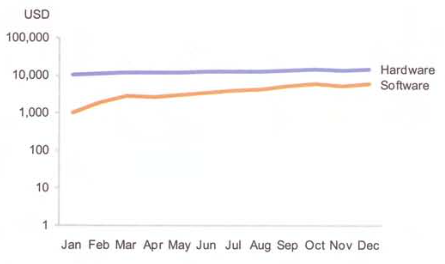 USD
100,000
10,000
1,000
100
10
1
Hardware
Software
Jan Feb Mar Apr May Jun Jul Aug Sep Oct Nov Dec